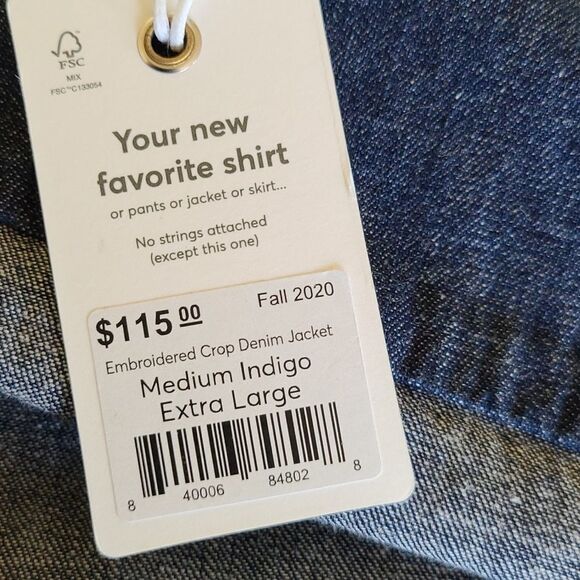 FSC
MIX
FSC™C133054
Your new
favorite shirt
or pants or jacket or skirt...
No strings attached
(except this one)
$115.00 Fall 2020
Embroidered Crop Denim Jacket
Medium Indigo
Extra Large
8 40006 84802 8